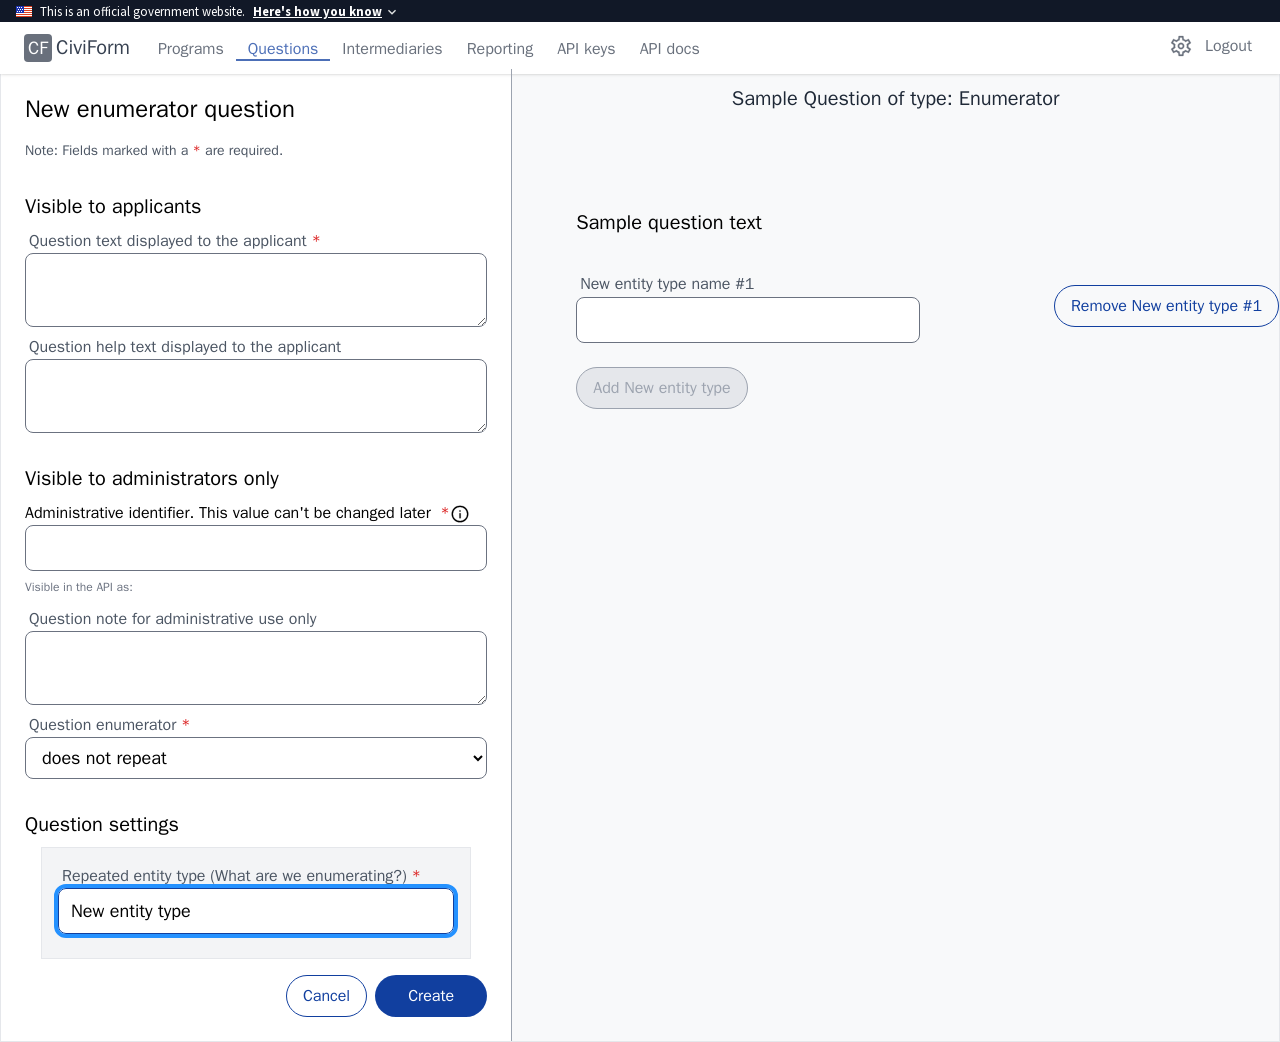 This is an official government website. Here's how you know
CF CiviForm Programs Questions Intermediaries Reporting API keys API docs Logout
New enumerator question
Note: Fields marked with a * are required.
Visible to applicants
Question text displayed to the applicant *
Question help text displayed to the applicant
Visible to administrators only
Administrative identifier. This value can't be changed later *
Visible in the API as:
Question note for administrative use only
Question enumerator *
does not repeat
Question settings
Repeated entity type (What are we enumerating?) *
New entity type
Cancel Create
Sample Question of type: Enumerator
Sample question text
New entity type name #1
Remove New entity type #1
Add New entity type